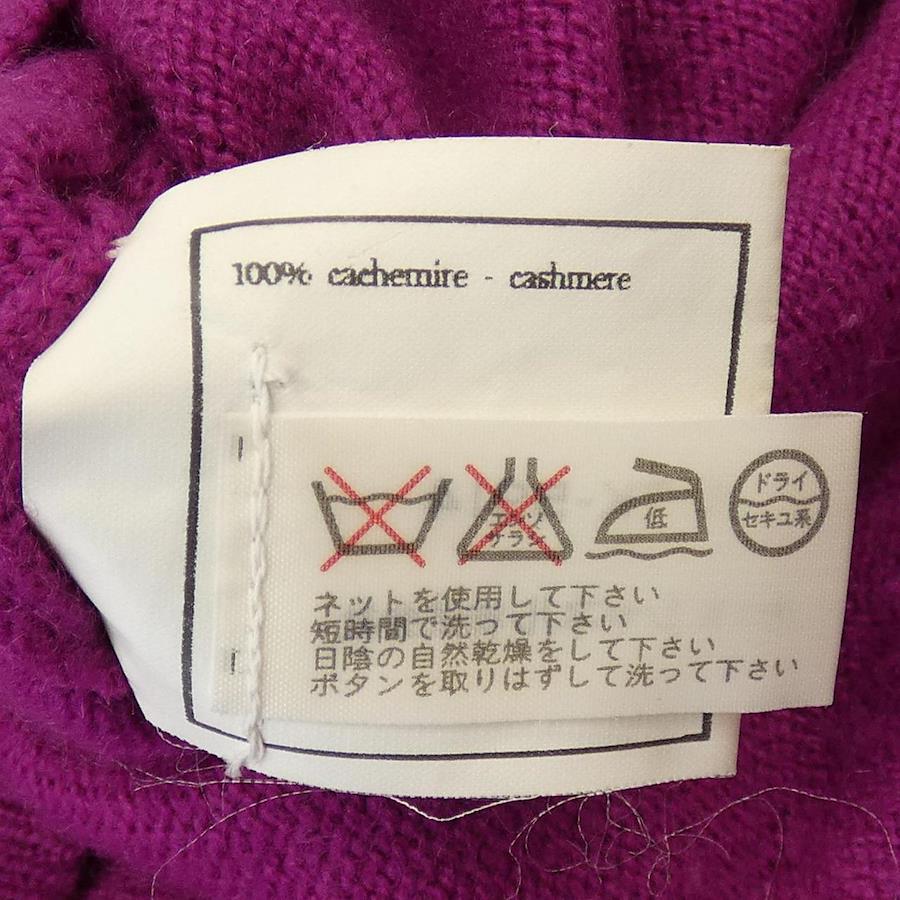 100% cachemire - cashmere
低
ドライ
セキユ系
ネットを使用して下さい
短時間で洗って下さい
日陰の自然乾燥をして下さい
ボタンを取りはずして洗って下さい